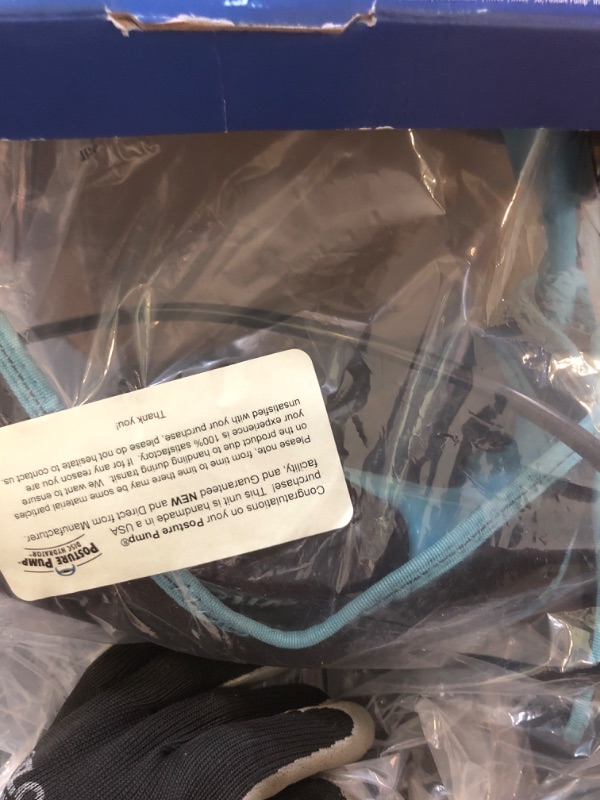 POSTURE PUMP®
DISC HYDRATOR™
Congratulations on your Posture Pump®
purchase! This unit is handmade in a USA
facility, and Guaranteed NEW and Direct from Manufacturer.
Please note, from time to time there may be some material paricles
on the product due to handling during transit. We want to ensure
your experience is 100% satisfactory. If for any reason you are
unsatisfied with your purchase, please do not hesitate to contact us.
Thank you!